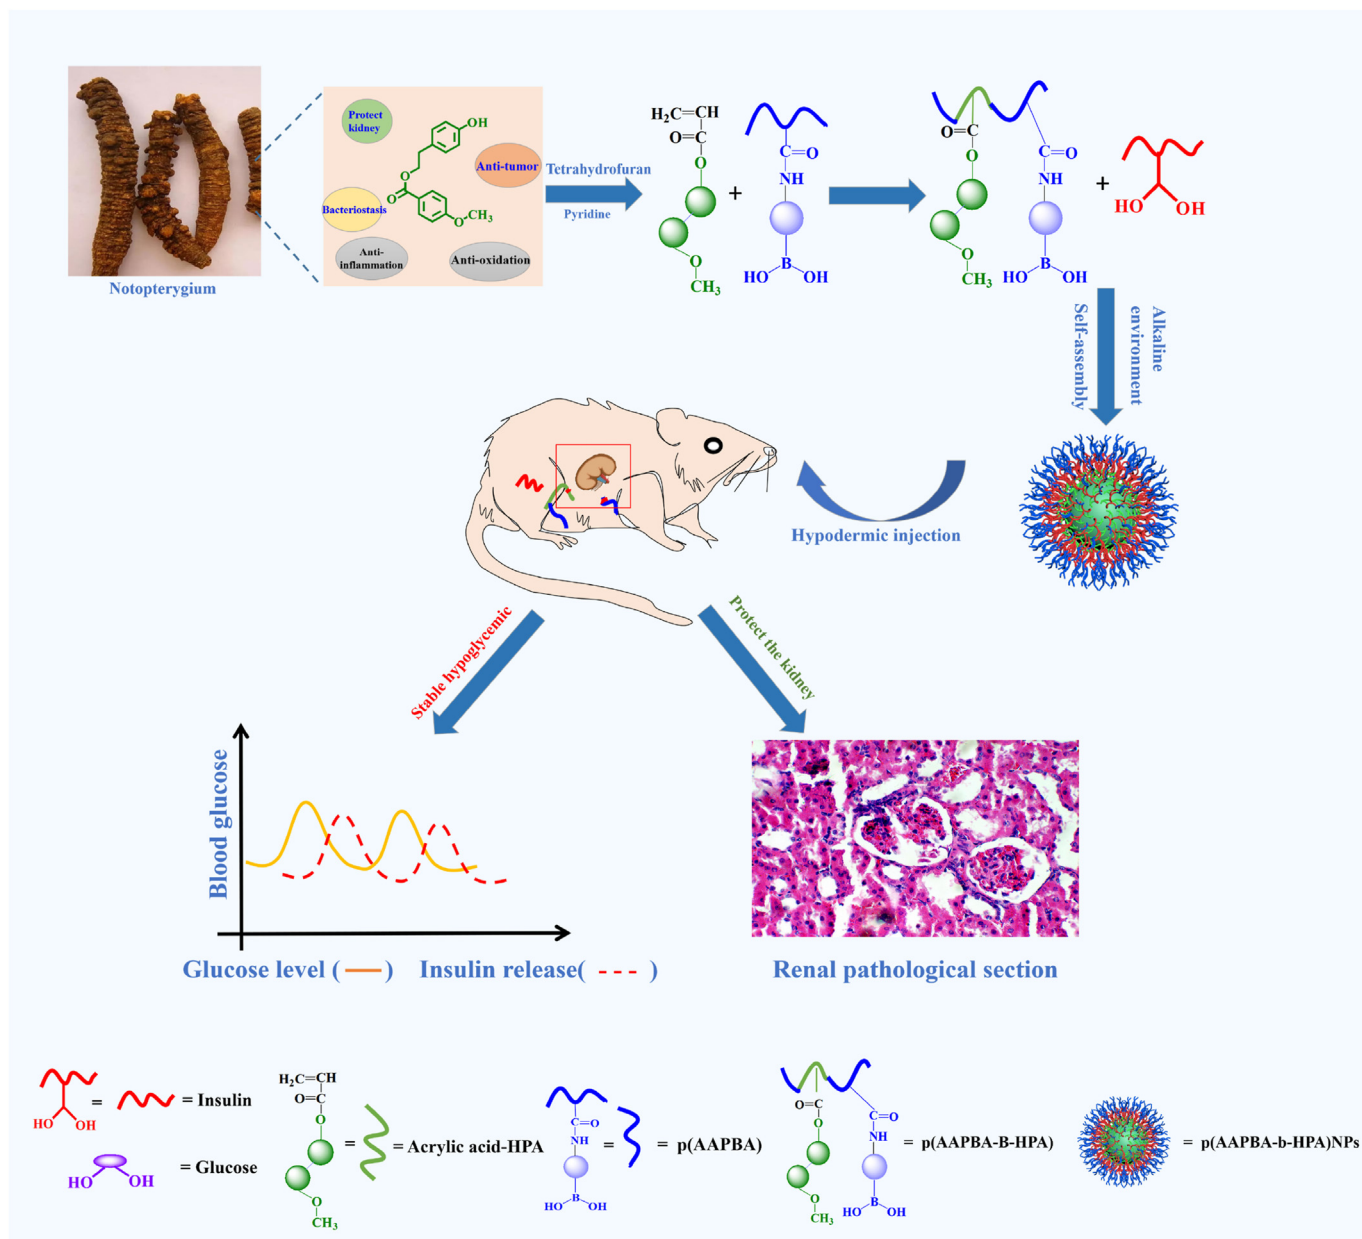 Notopterygium
Protect
kidney
OH
Anti-tumor
Bacteriostasis
O
O
CH₃
Anti-
inflammation
Anti-oxidation
Tetrahydrofuran
Pyridine
H₂C=CH
O=C
O
O
CH₃
+
C=O
NH
B
HO OH
O=C
O
O
CH₃
C=O
NH
B
HO OH
+
HO OH
Alkaline
environment
Self-assembly
Hypodermic injection
Stable hypoglycemic
Protect the kidney
Blood glucose
Glucose level ( )
Insulin release( )
Renal pathological section
HO OH
= = Insulin
HO OH
= Glucose
H₂C=CH
O=C
O
O
CH₃
= = Acrylic acid-HPA
C=O
NH
B
HO OH
= = p(AAPBA)
O=C
O
O
CH₃
C=O
NH
B
HO OH
= p(AAPBA-B-HPA)
= p(AAPBA-b-HPA)NPs